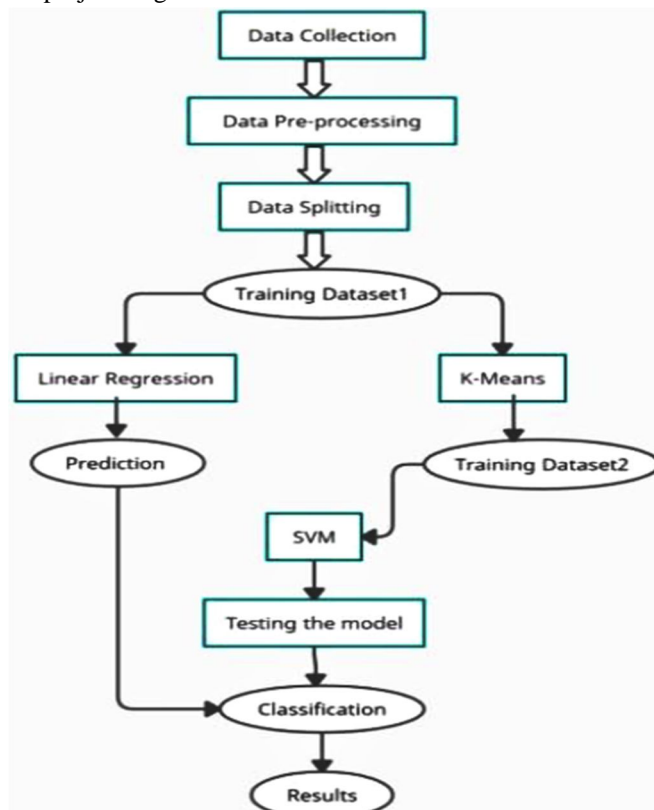 Data Collection
Data Pre-processing
Data Splitting
Training Dataset1
Linear Regression
K-Means
Prediction
Training Dataset2
SVM
Testing the model
Classification
Results